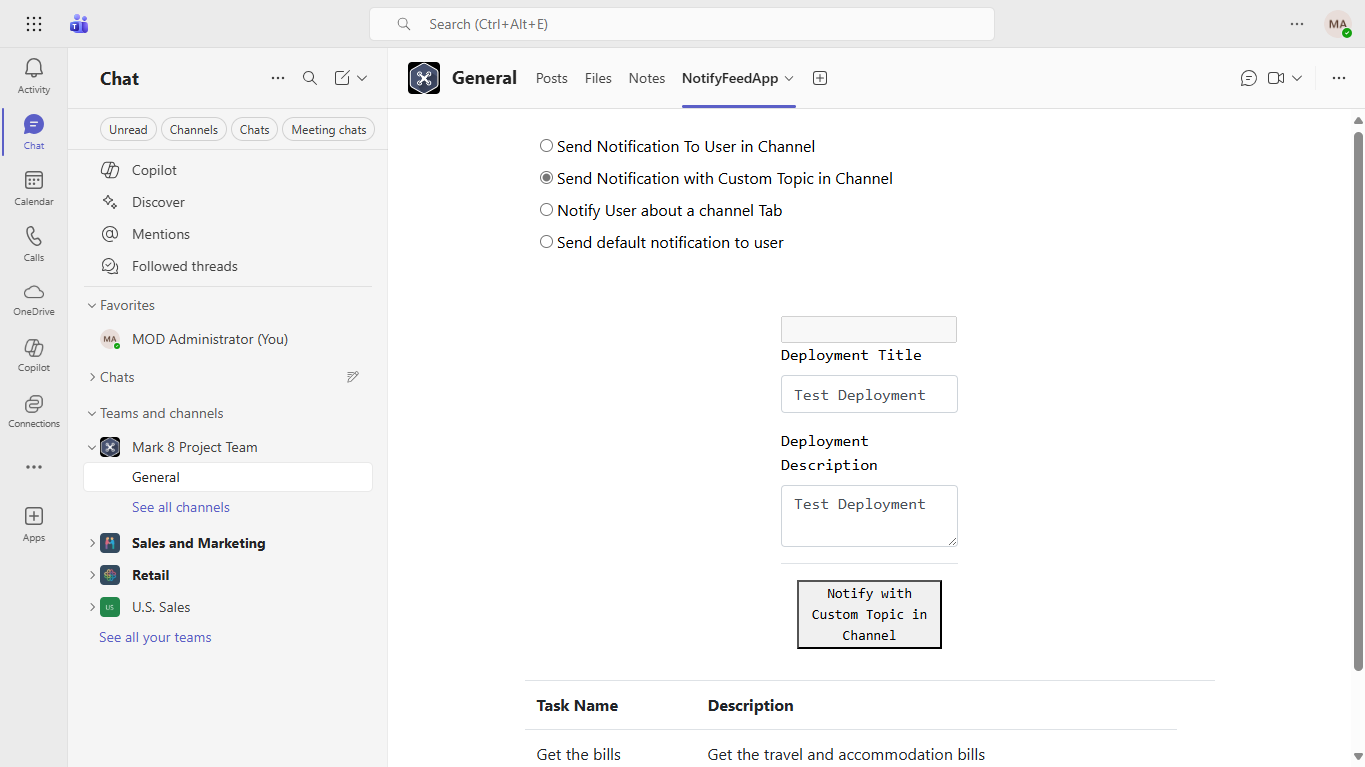 Search (Ctrl+Alt+E)
MA
Activity
Chat
Calendar
Calls
OneDrive
Copilot
Connections
Apps
Chat
Unread
Channels
Chats
Meeting chats
Copilot
Discover
Mentions
Followed threads
Favorites
MA
MOD Administrator (You)
Chats
Teams and channels
Mark 8 Project Team
General
See all channels
Sales and Marketing
Retail
US
U.S. Sales
See all your teams
General
Posts
Files
Notes
NotifyFeedApp
Send Notification To User in Channel
Send Notification with Custom Topic in Channel
Notify User about a channel Tab
Send default notification to user
Deployment Title
Test Deployment
Deployment
Description
Test Deployment
Notify with
Custom Topic in
Channel
Task Name
Description
Get the bills
Get the travel and accommodation bills